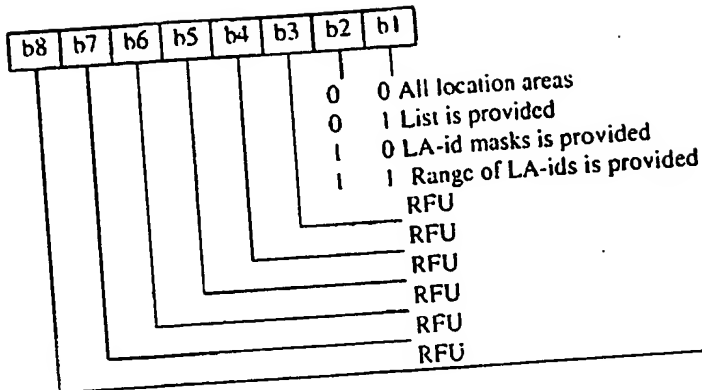 b8 b7 b6 b5 b4 b3 b2 b1
0 0 All location areas
0 1 List is provided
1 0 LA-id masks is provided
1 1 Range of LA-ids is provided
RFU
RFU
RFU
RFU
RFU
RFU